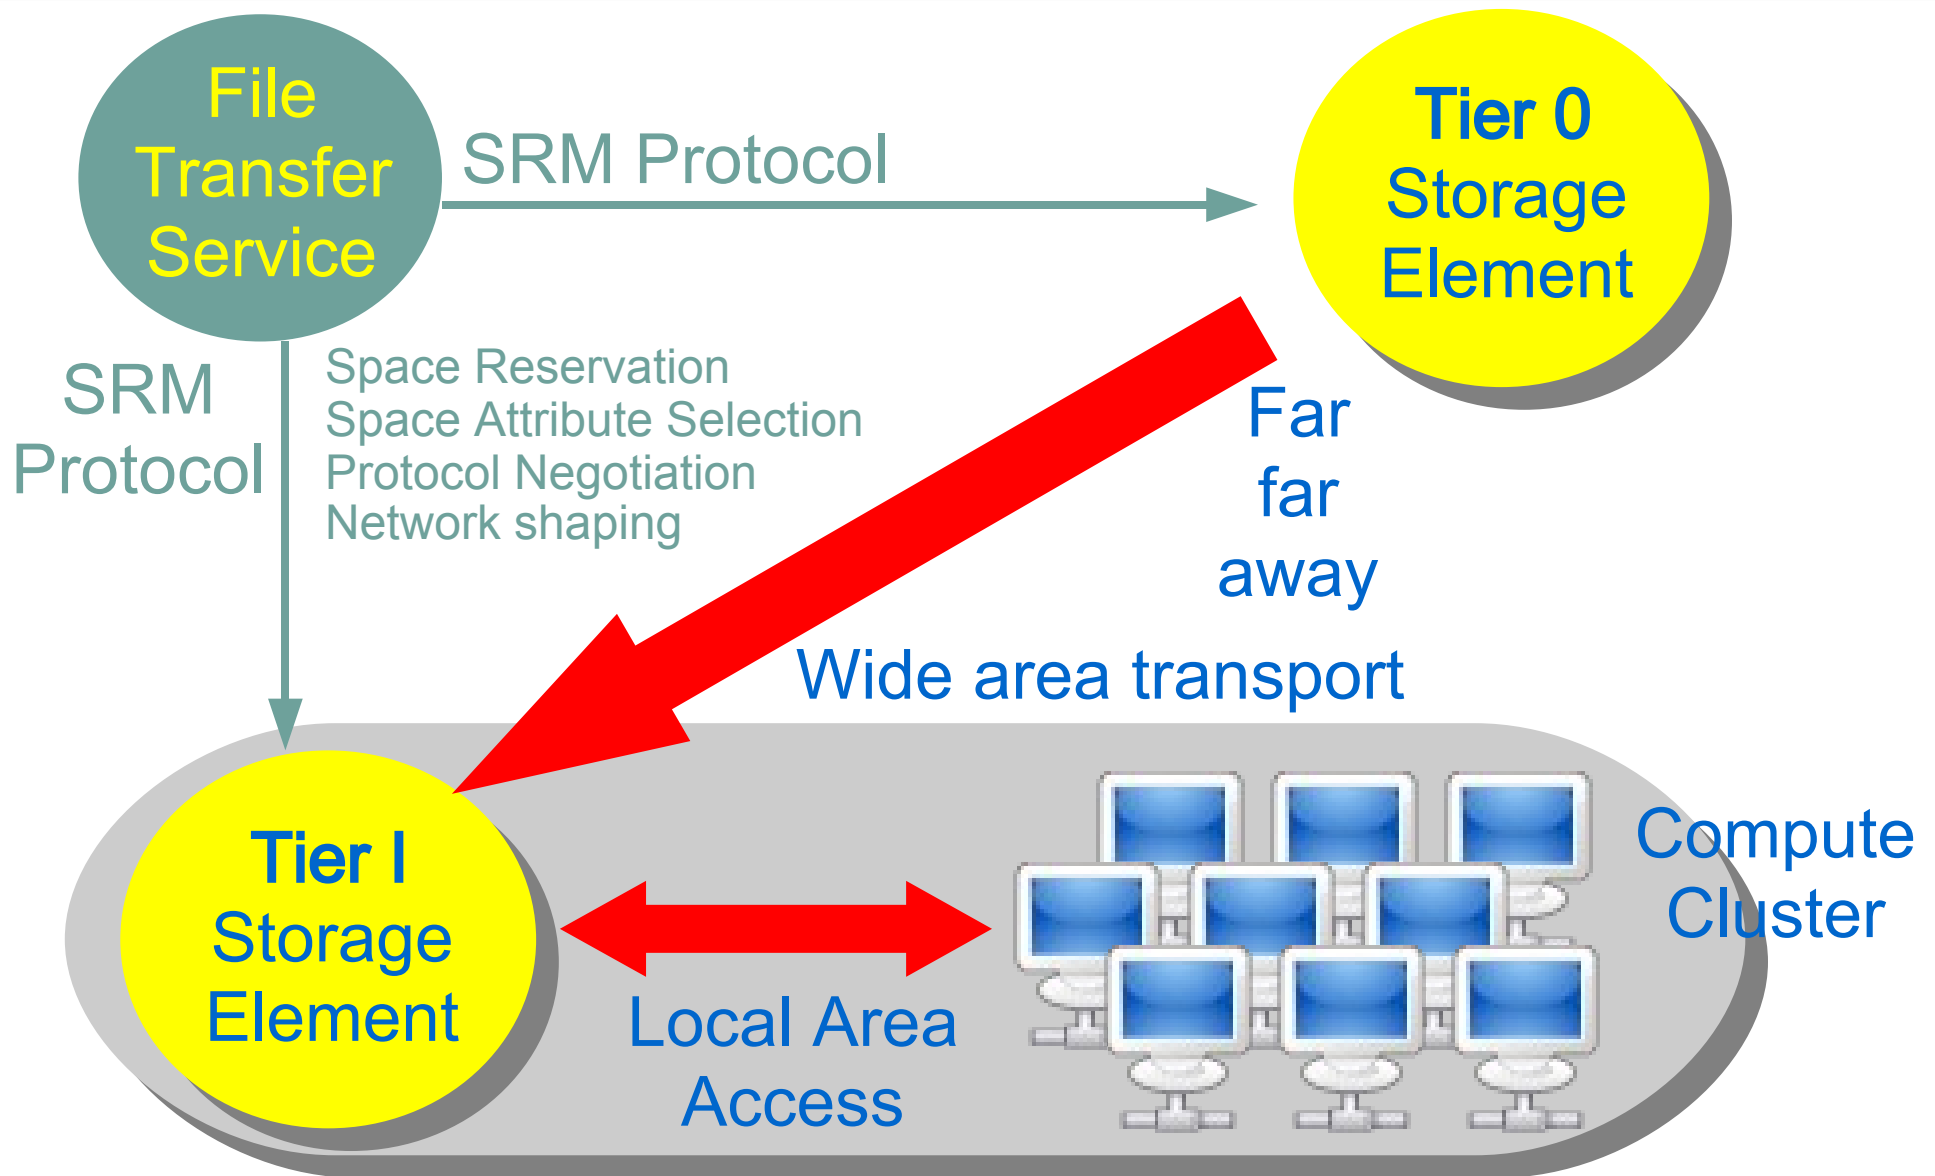 File
Transfer
Service
SRM Protocol
Tier 0
Storage
Element
SRM
Protocol
Space Reservation
Space Attribute Selection
Protocol Negotiation
Network shaping
Far
far
away
Wide area transport
Tier I
Storage
Element
Local Area
Access
Compute
Cluster